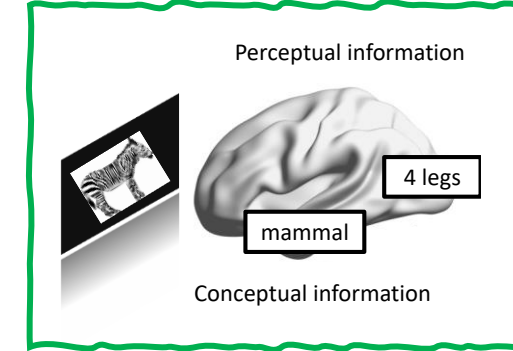 Perceptual information
4 legs
mammal
Conceptual information